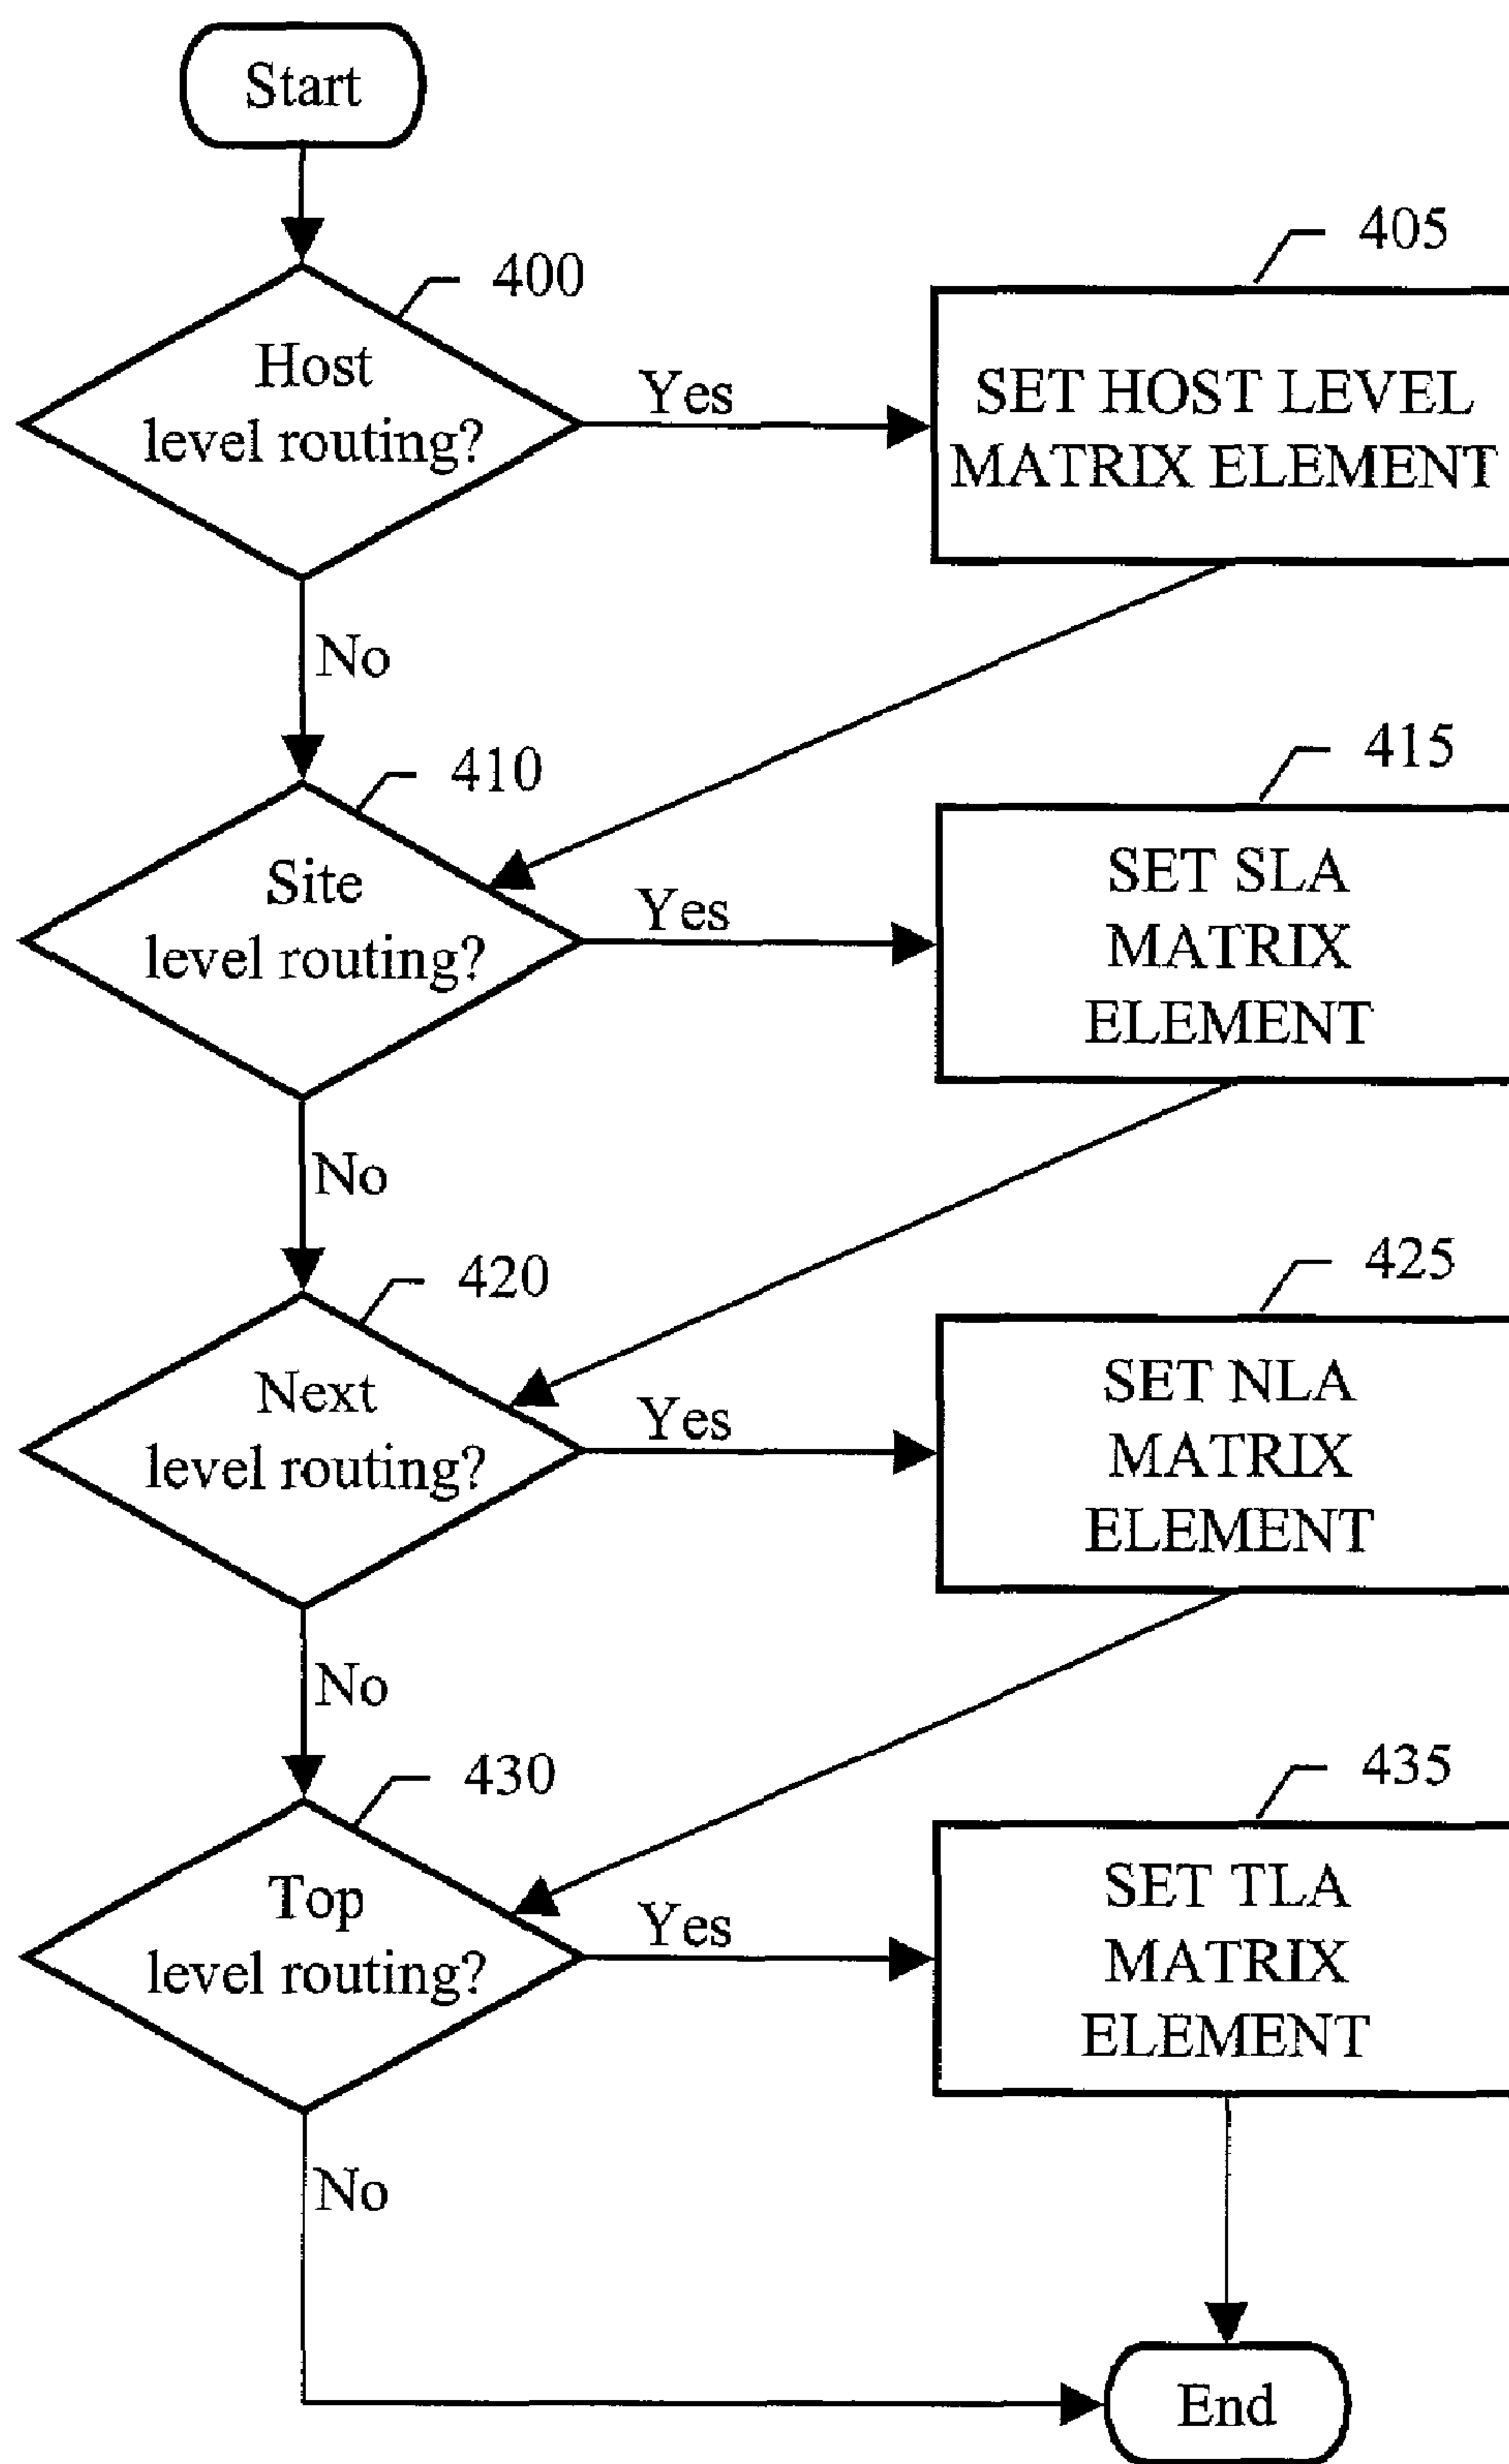 Start
400
Host
level routing?
Yes
405
SET HOST LEVEL
MATRIX ELEMENT
No
410
Site
level routing?
Yes
415
SET SLA
MATRIX
ELEMENT
No
420
Next
level routing?
Yes
425
SET NLA
MATRIX
ELEMENT
No
430
Top
level routing?
Yes
435
SET TLA
MATRIX
ELEMENT
No
End